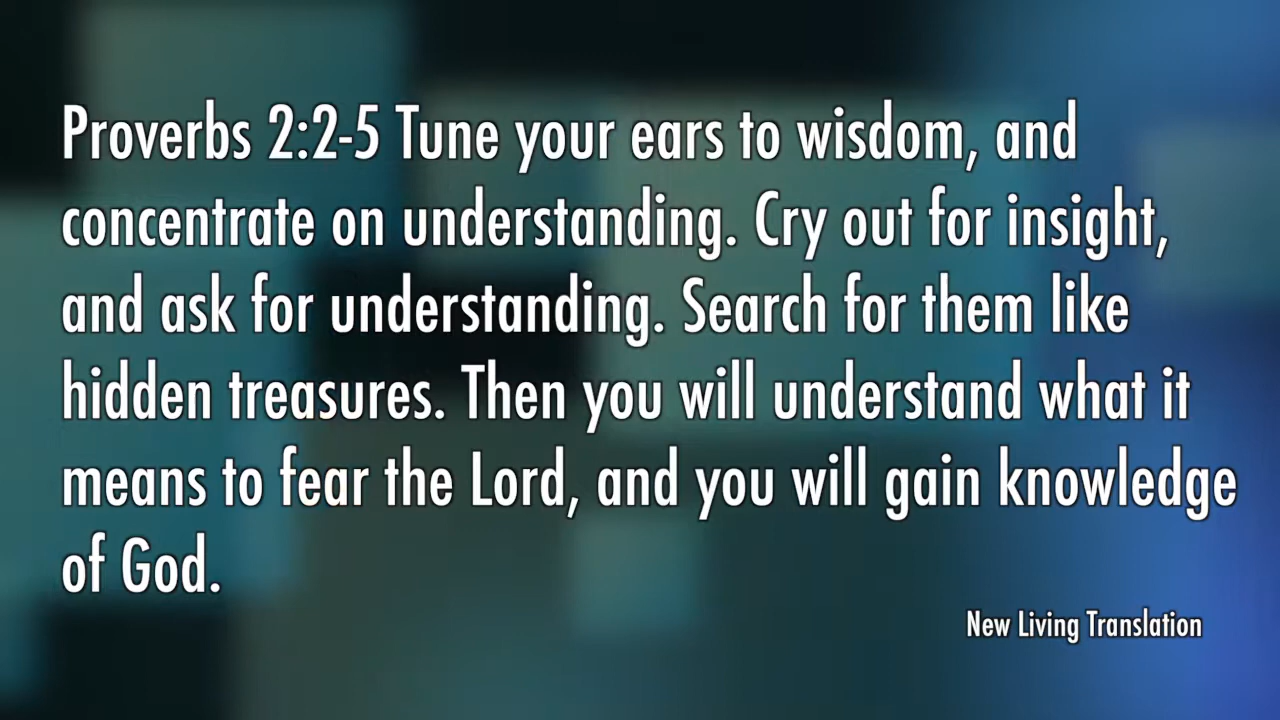 Proverbs 2:2-5 Tune your ears to wisdom, and
concentrate on understanding. Cry out for insight,
and ask for understanding. Search for them like
hidden treasures. Then you will understand what it
means to fear the Lord, and you will gain knowledge
of God.
New Living Translation